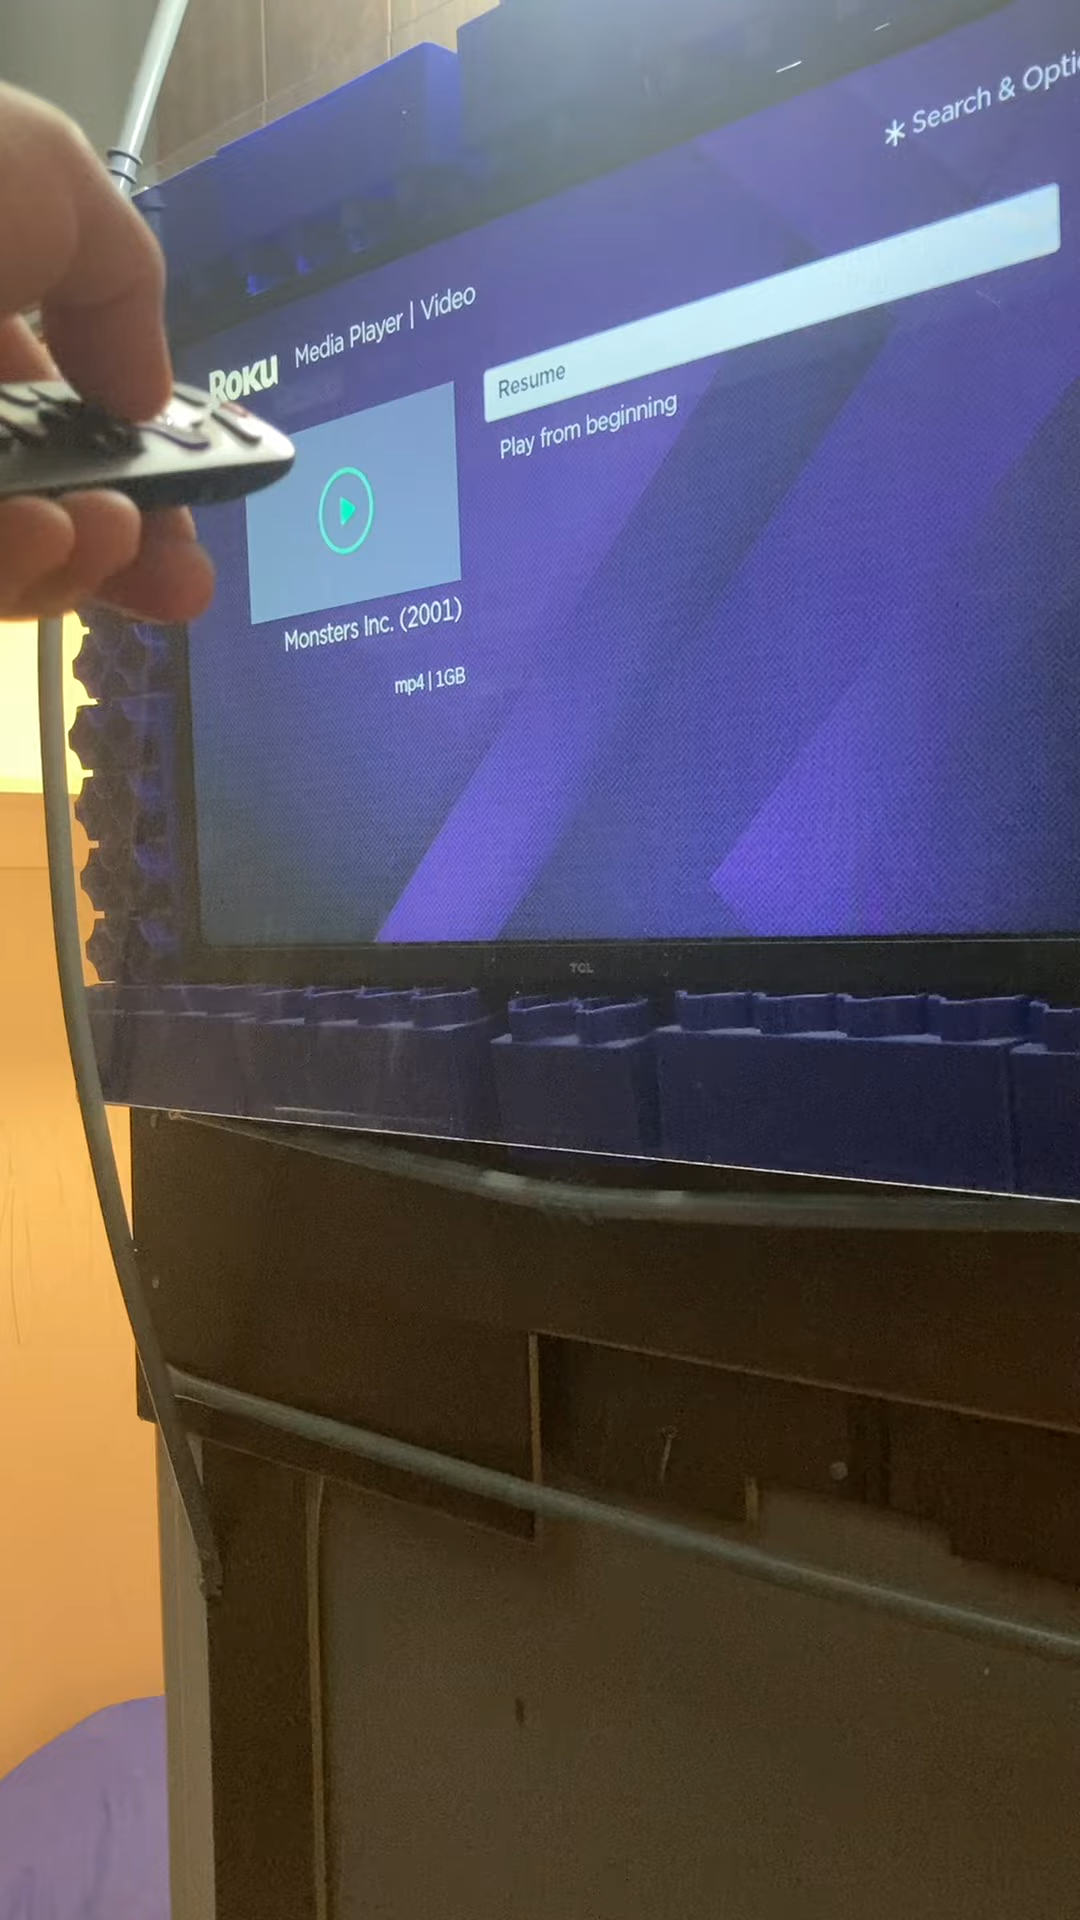 * Search & Opti
ROKU Media Player | Video
Resume
Play from beginning
Monsters Inc. (2001)
mp4 | 1GB
TCL